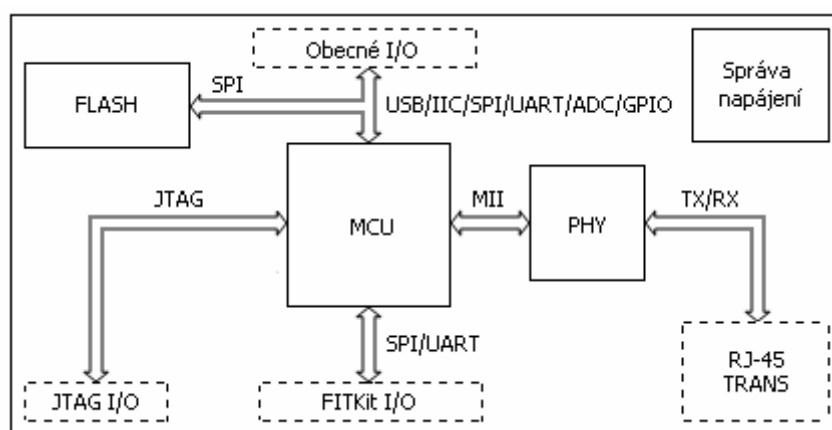 Obecné I/O
SPI
FLASH
USB/IIC/SPI/UART/ADC/GPIO
Správa
napájení
JTAG
MCU
MII
PHY
TX/RX
SPI/UART
RJ-45
TRANS
JTAG I/O
FITKit I/O